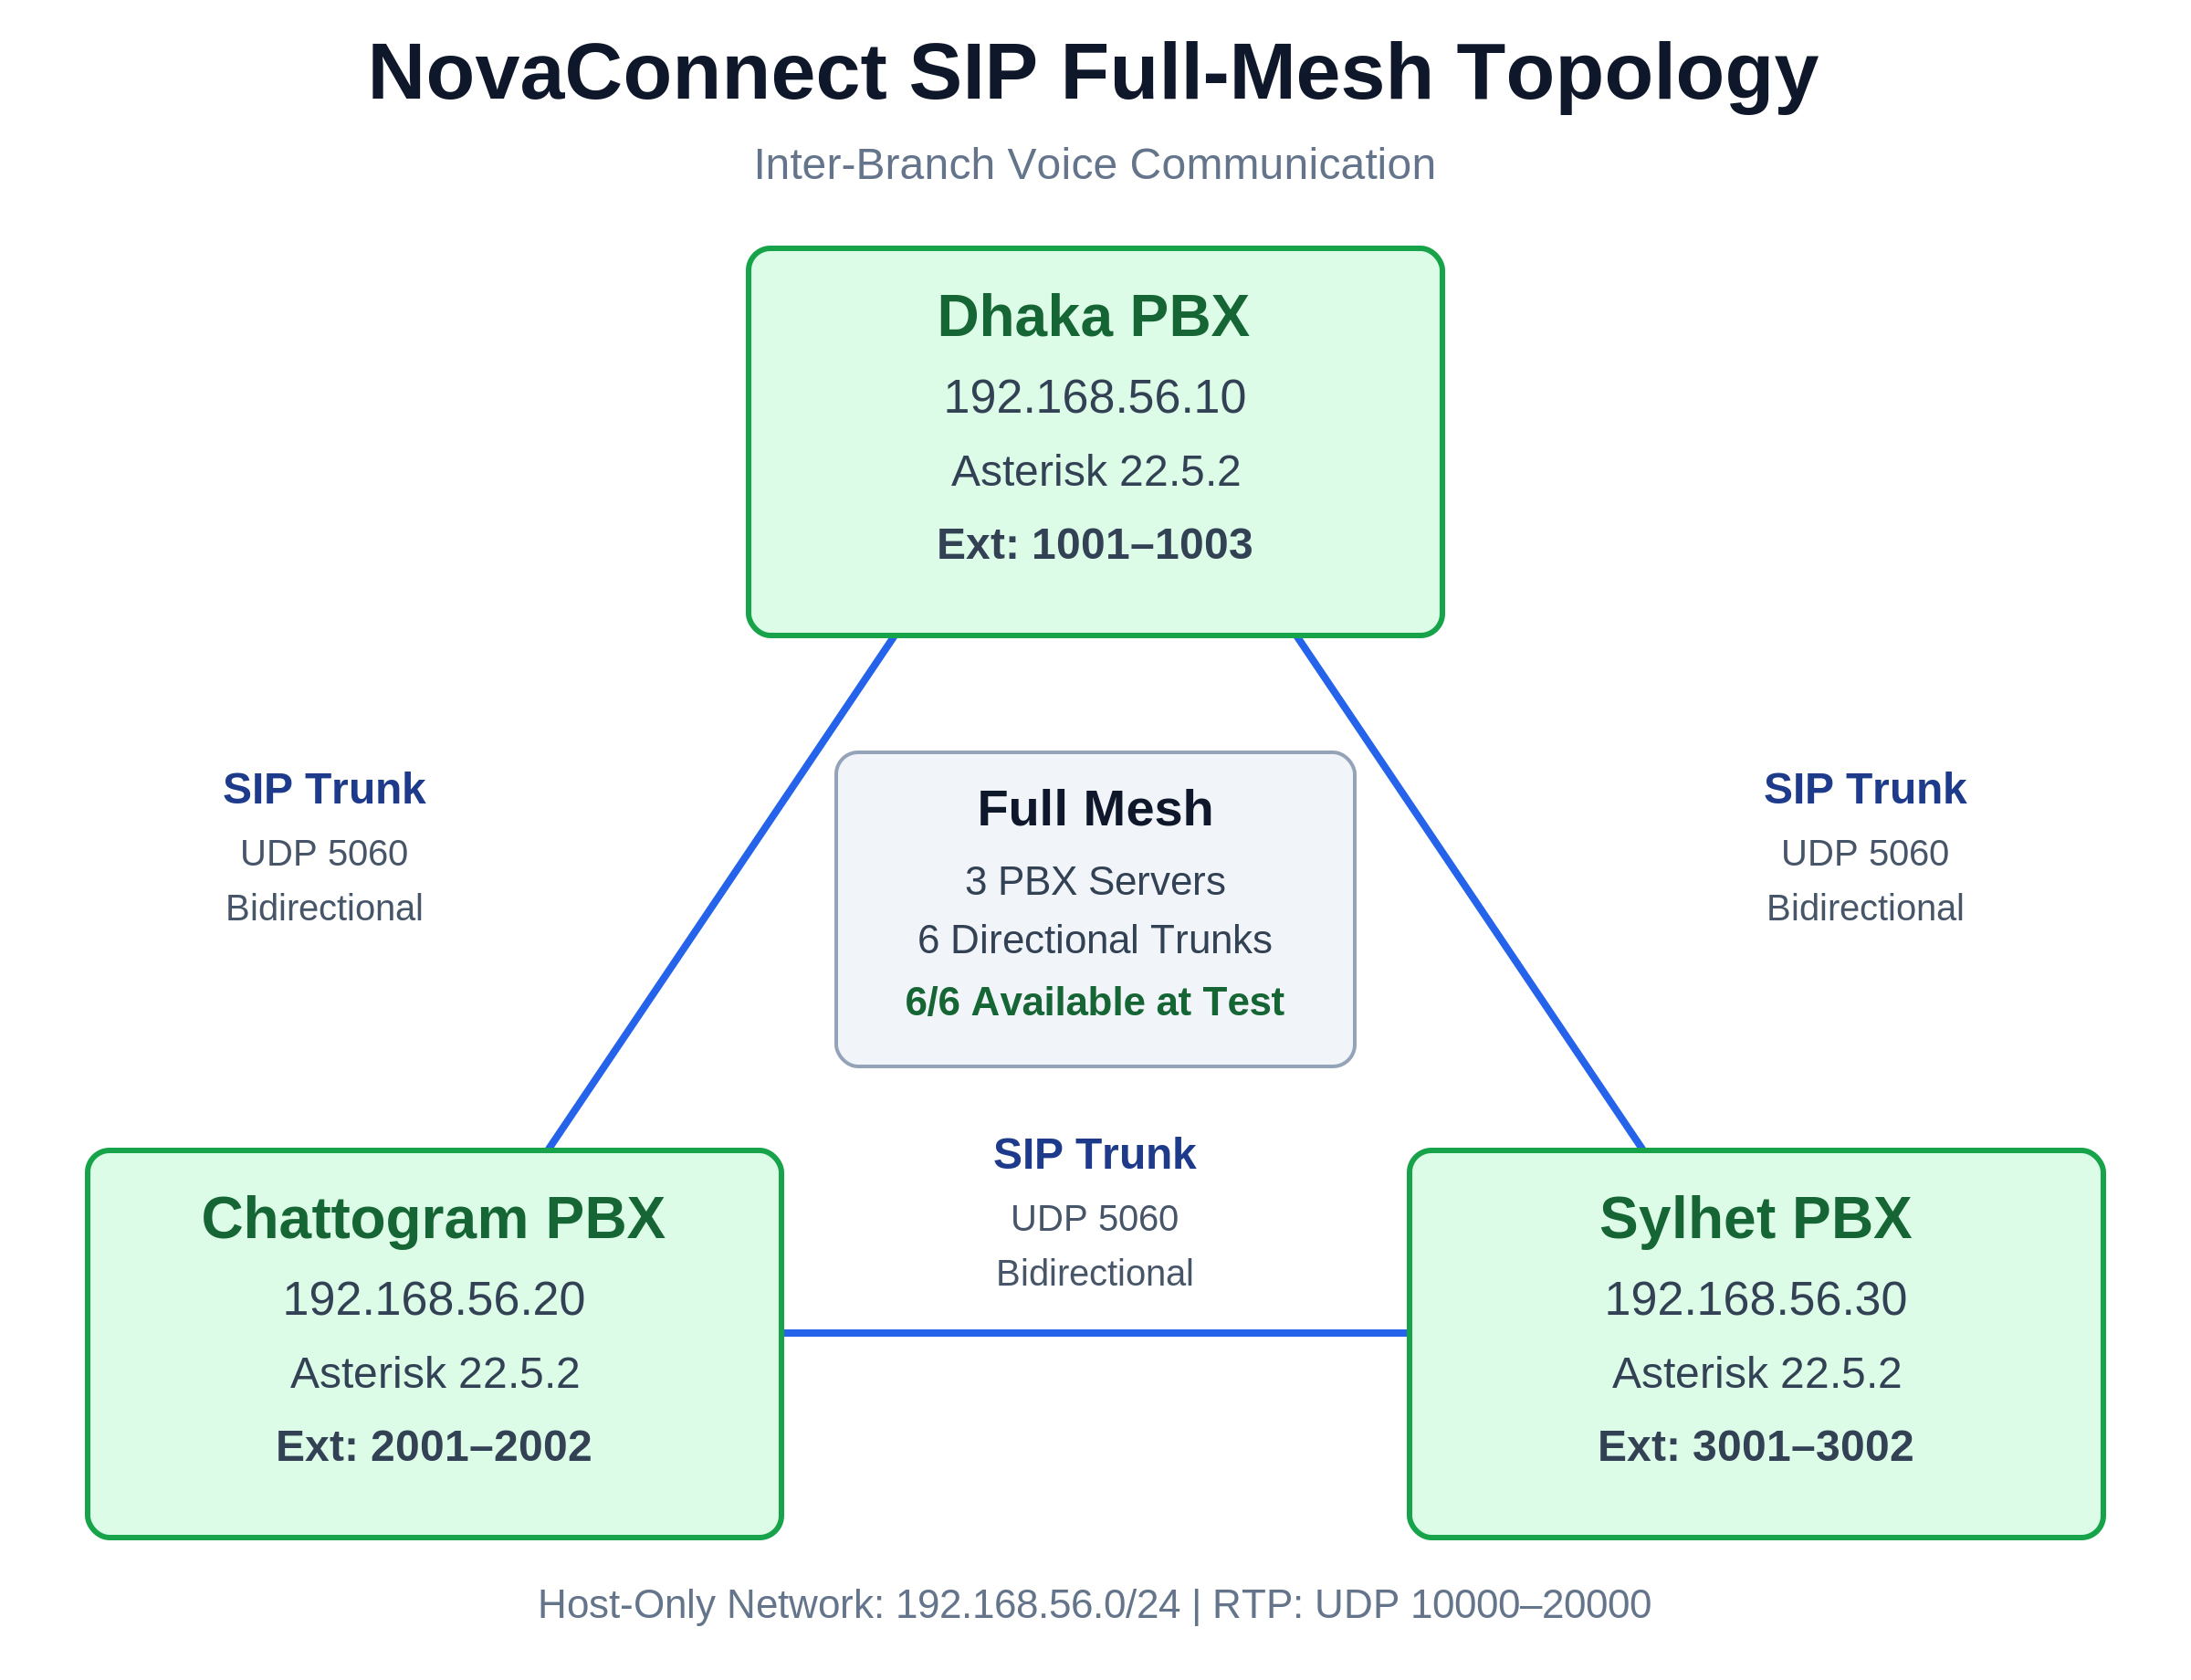 NovaConnect SIP Full-Mesh Topology
Inter-Branch Voice Communication
Dhaka PBX
192.168.56.10
Asterisk 22.5.2
Ext: 1001–1003
SIP Trunk
UDP 5060
Bidirectional
Full Mesh
3 PBX Servers
6 Directional Trunks
6/6 Available at Test
SIP Trunk
UDP 5060
Bidirectional
SIP Trunk
UDP 5060
Bidirectional
Chattogram PBX
192.168.56.20
Asterisk 22.5.2
Ext: 2001–2002
Sylhet PBX
192.168.56.30
Asterisk 22.5.2
Ext: 3001–3002
Host-Only Network: 192.168.56.0/24 | RTP: UDP 10000–20000